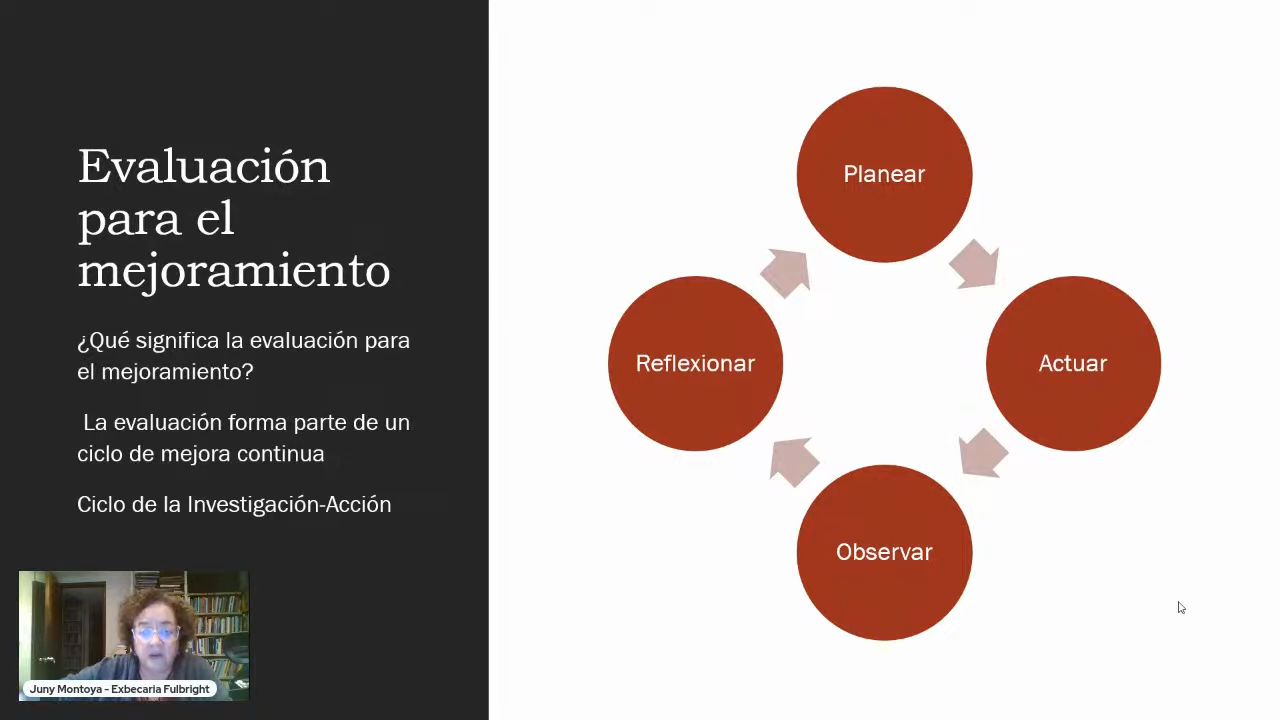 Evaluación
para el
mejoramiento
¿Qué significa la evaluación para
el mejoramiento?
La evaluación forma parte de un
ciclo de mejora continua
Ciclo de la Investigación-Acción
Planear
Actuar
Observar
Reflexionar
Juny Montoya - Exbecaria Fulbright